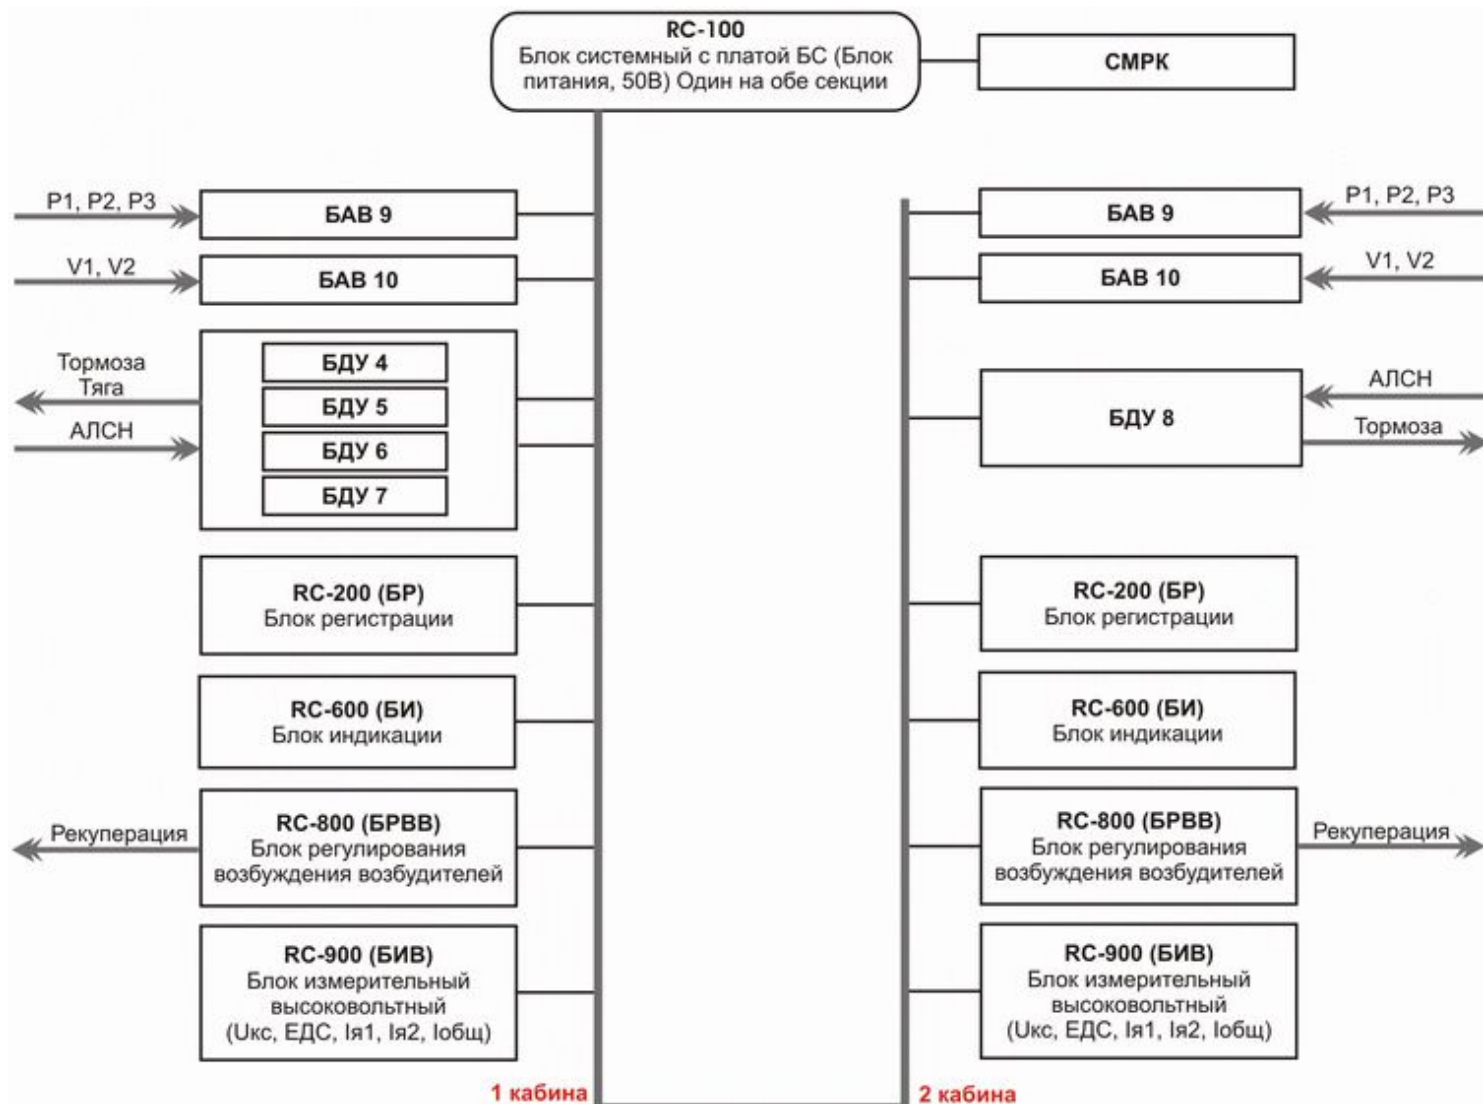 RC-100
Блок системный с платой БС (Блок
питания, 50В) Один на обе секции
СМРК
P1, P2, P3
БАВ 9
V1, V2
БАВ 10
Тормоза
Тяга
АЛСН
БДУ 4
БДУ 5
БДУ 6
БДУ 7
RC-200 (БР)
Блок регистрации
RC-600 (БИ)
Блок индикации
Рекуперация
RC-800 (БРВВ)
Блок регулирования
возбуждения возбудителей
RC-900 (БИВ)
Блок измерительный
высоковольтный
(Uкс, ЕДС, Iя1, Iя2, Iобщ)
1 кабина
БАВ 9
P1, P2, P3
БАВ 10
V1, V2
БДУ 8
АЛСН
Тормоза
RC-200 (БР)
Блок регистрации
RC-600 (БИ)
Блок индикации
RC-800 (БРВВ)
Блок регулирования
возбуждения возбудителей
Рекуперация
RC-900 (БИВ)
Блок измерительный
высоковольтный
(Uкс, ЕДС, Iя1, Iя2, Iобщ)
2 кабина